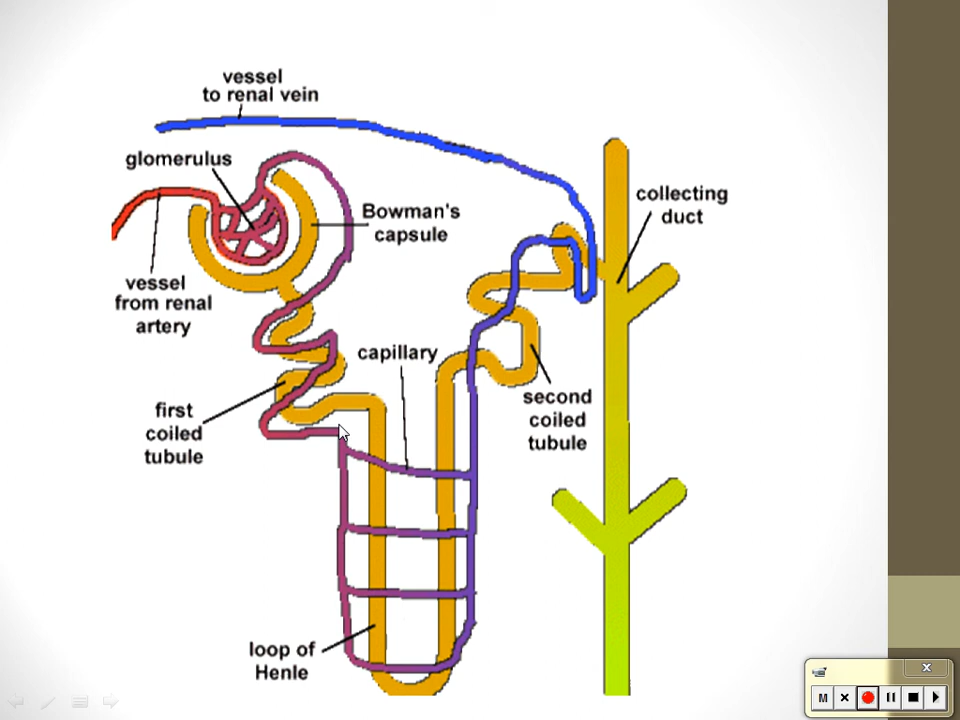 vessel
to renal vein
glomerulus
Bowman's
capsule
collecting
duct
vessel
from renal
artery
capillary
first
coiled
tubule
second
coiled
tubule
loop of
Henle
M